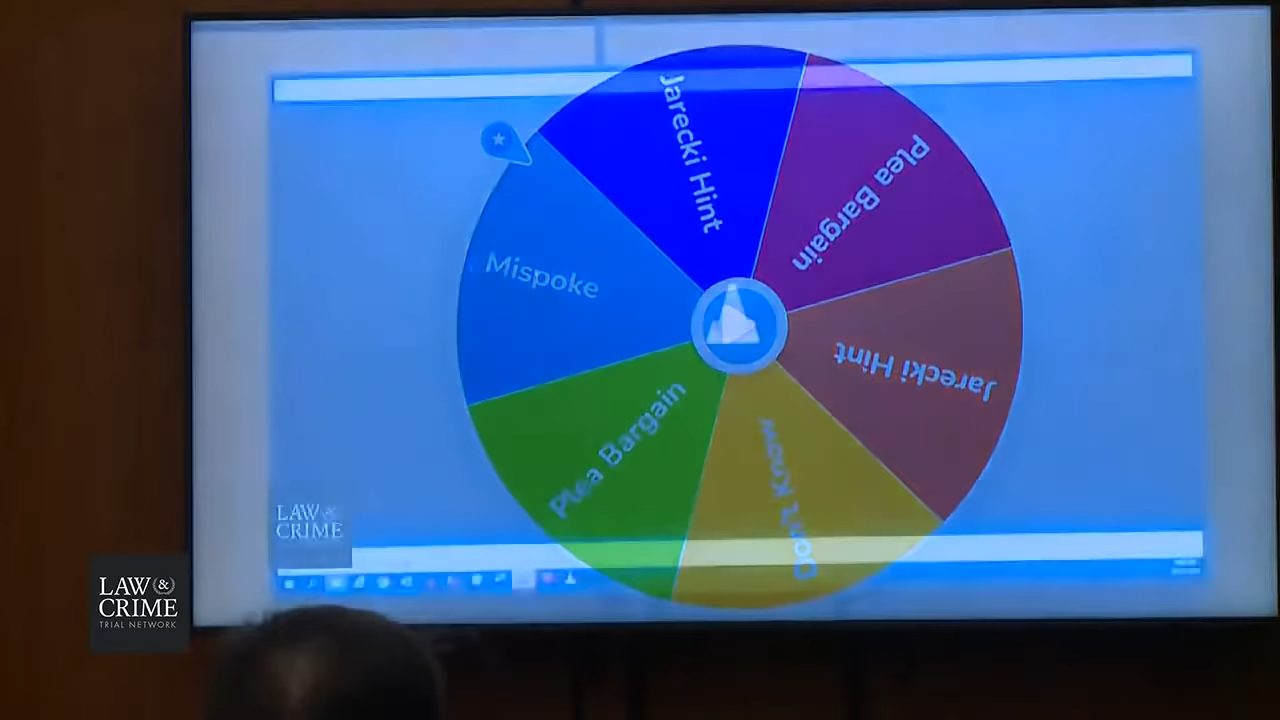 Jarecki Hint
Plea Bargain
Mispoke
Jarecki Hint
Plea Bargain
Don't Know
LAW &
CRIME
LAW &
CRIME
TRIAL NETWORK